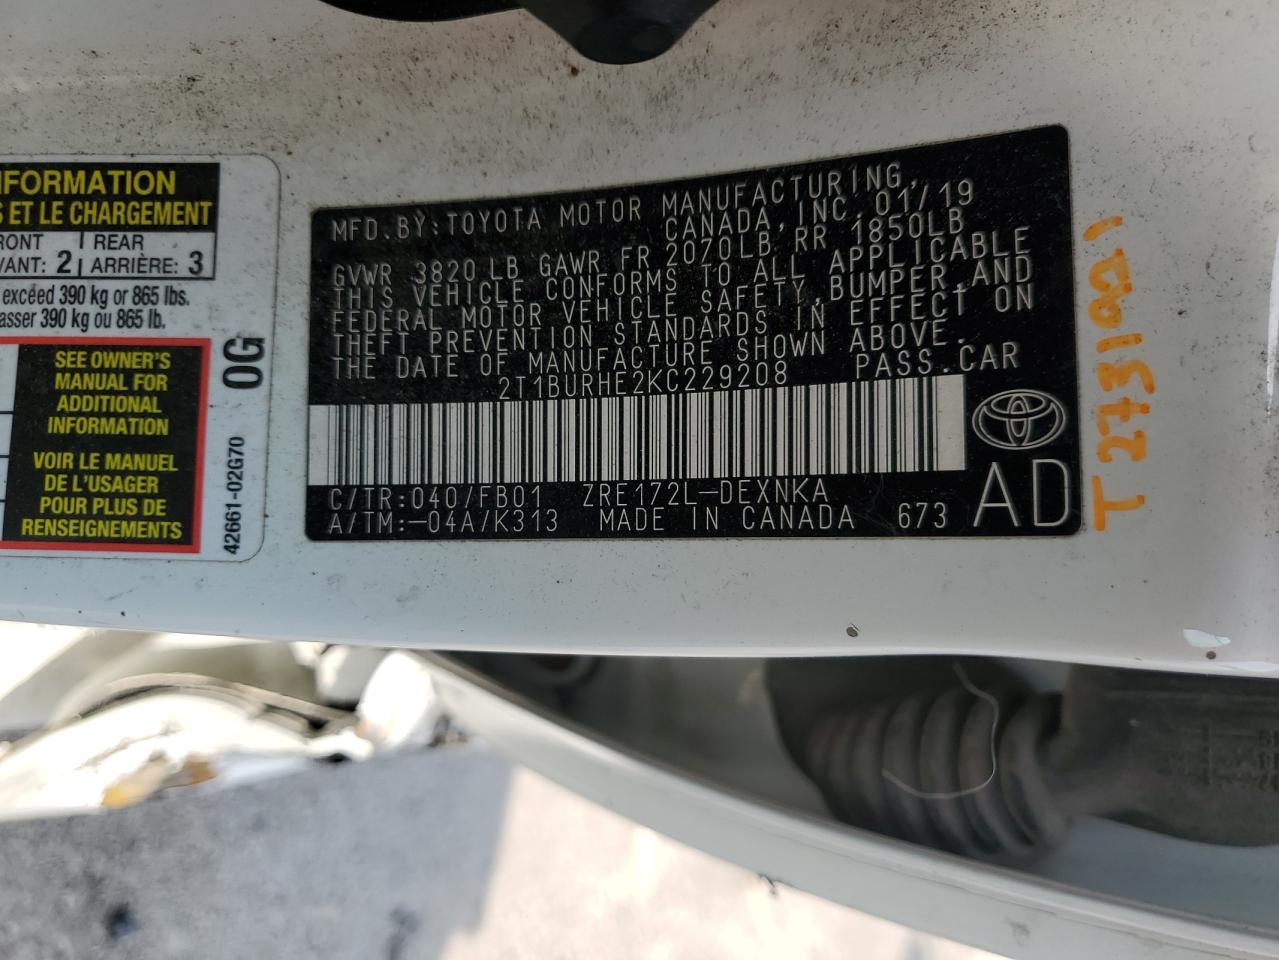 MFD.BY:TOYOTA MOTOR MANUFACTURING,
CANADA,INC.01/19
GVWR 3820 LB GAWR FR 2070LB RR 1850LB
THIS VEHICLE CONFORMS TO ALL APPLICABLE
FEDERAL MOTOR VEHICLE SAFETY,BUMPER,AND
THEFT PREVENTION STANDARDS IN EFFECT ON
THE DATE OF MANUFACTURE SHOWN ABOVE.
2T1BURHE2KC229208 PASS.CAR
C/TR:040/FB01 ZRE172L-DEXNKA
A/TM:-04A/K313 MADE IN CANADA 673
AD
NFORMATION
S ET LE CHARGEMENT
RONT REAR
VANT: 2 ARRIÈRE: 3
exceed 390 kg or 865 lbs.
asser 390 kg ou 865 lb.
SEE OWNER'S
MANUAL FOR
ADDITIONAL
INFORMATION
VOIR LE MANUEL
DE L'USAGER
POUR PLUS DE
RENSEIGNEMENTS
0G
42661-02G70